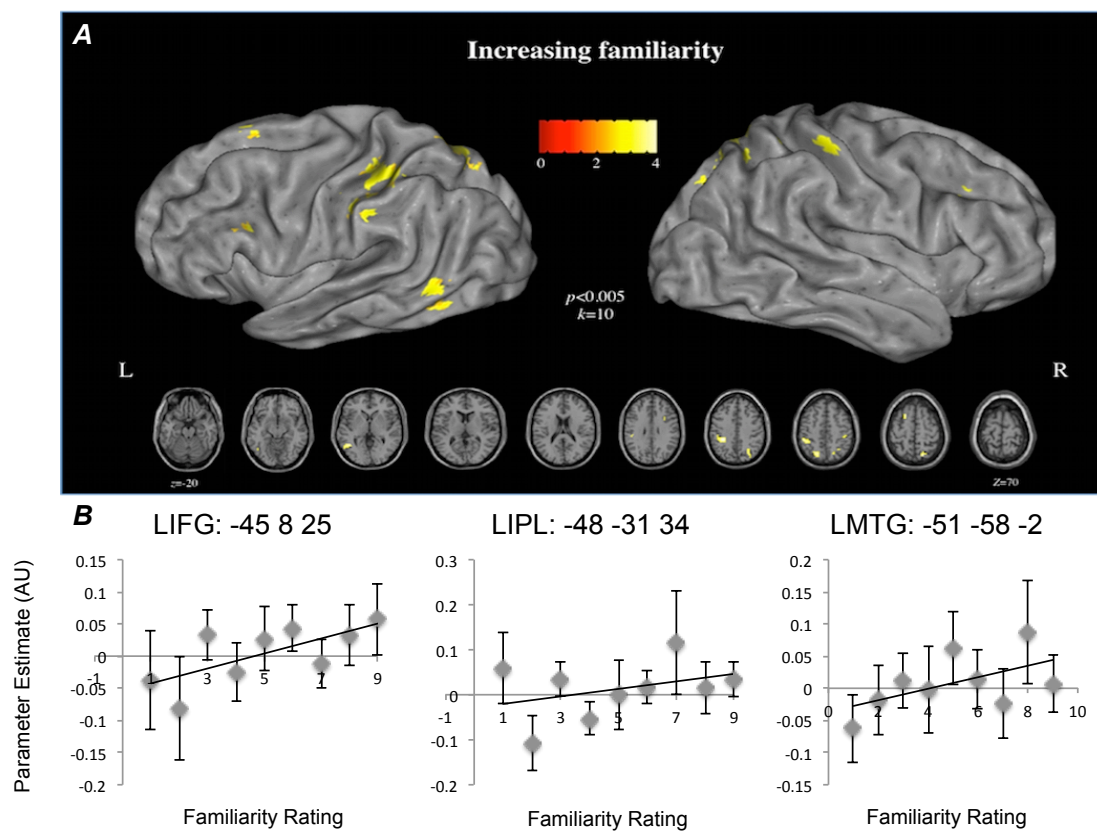 A
Increasing familiarity
0 2 4
p<0.005
k=10
L
R
z=-20
Z=70
B
LIFG: -45 8 25
LIPL: -48 -31 34
LMTG: -51 -58 -2
Parameter Estimate (AU)
0.15
0.1
0.05
0
-0.05
-0.1
-0.15
-0.2
-1 1 3 5 7 9
Familiarity Rating
0.3
0.2
0.1
0
-0.1
-0.2
-1 1 3 5 7 9
Familiarity Rating
0.15
0.1
0.05
0
-0.05
-0.1
-0.15
0 2 4 6 8 10
Familiarity Rating